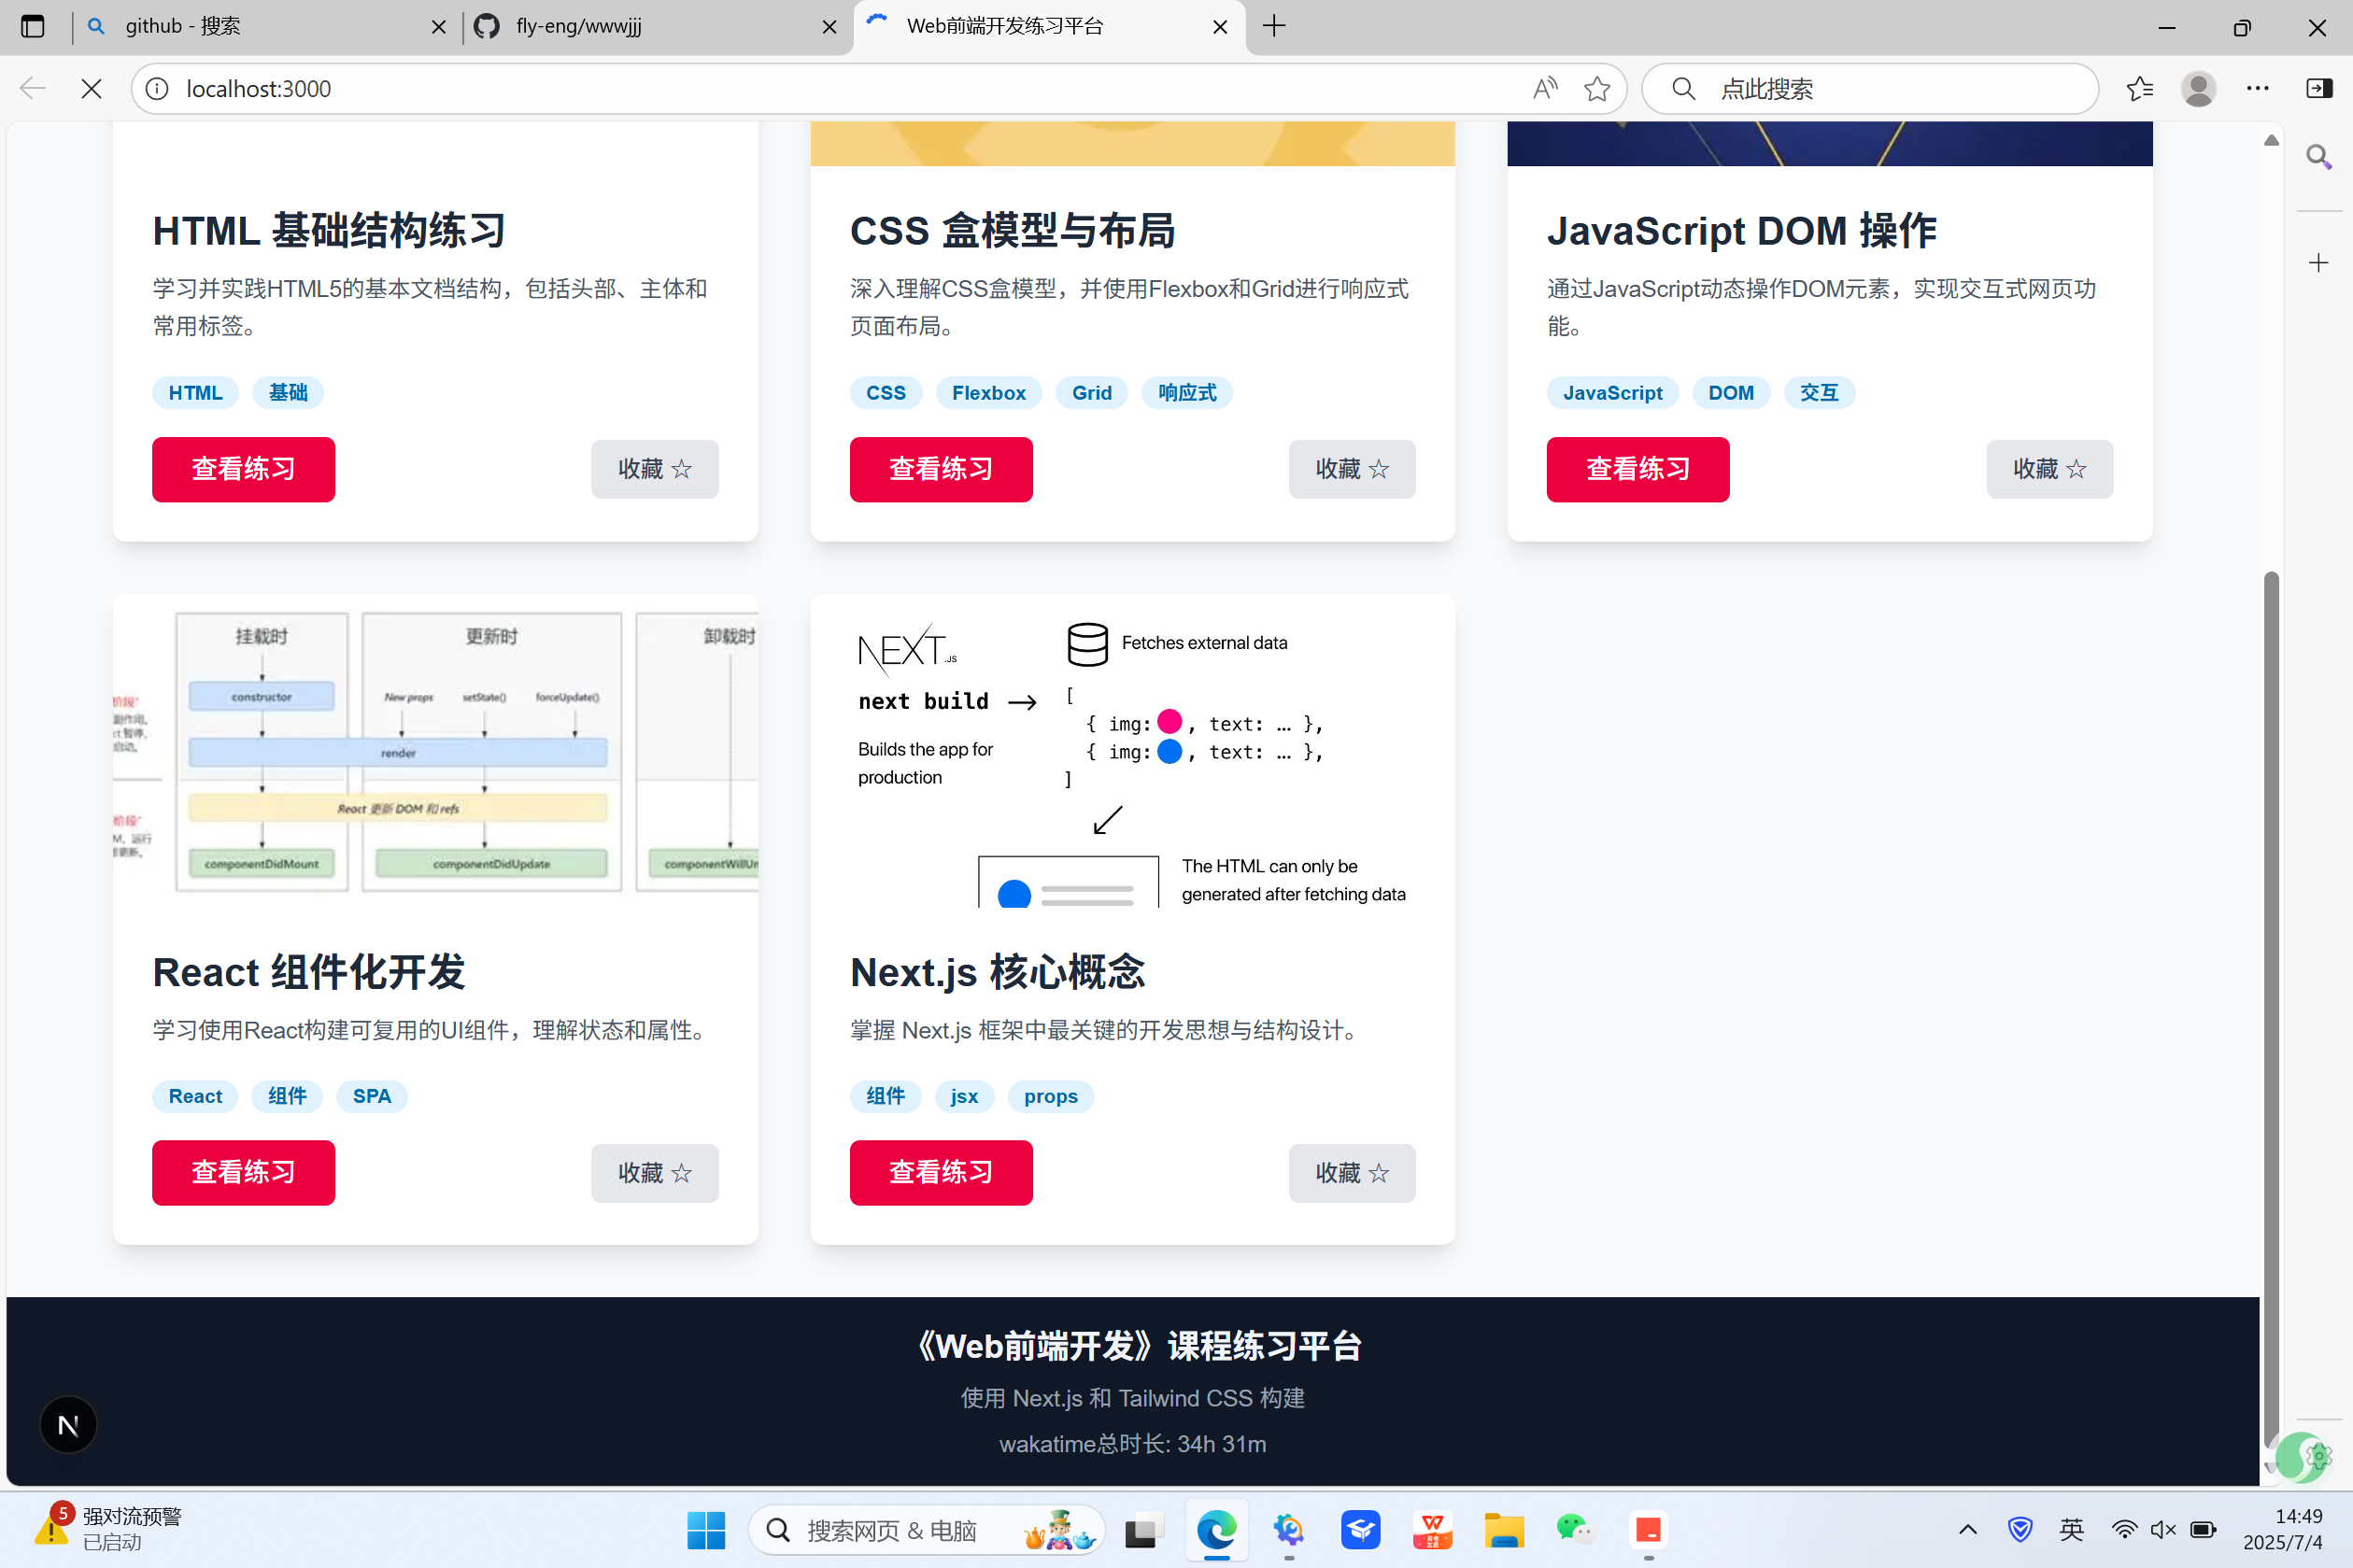 github - 搜索
fly-eng/wwwjjj
Web前端开发练习平台
localhost:3000
点此搜索
HTML 基础结构练习
学习并实践HTML5的基本文档结构，包括头部、主体和
常用标签。
HTML 基础
查看练习 收藏 ☆
CSS 盒模型与布局
深入理解CSS盒模型，并使用Flexbox和Grid进行响应式
页面布局。
CSS Flexbox Grid 响应式
查看练习 收藏 ☆
JavaScript DOM 操作
通过JavaScript动态操作DOM元素，实现交互式网页功
能。
JavaScript DOM 交互
查看练习 收藏 ☆
挂载时 更新时 卸载时
constructor New props setState() forceUpdate()
render
React 更新 DOM 和 refs
componentDidMount componentDidUpdate componentWillUn
NEXT.JS
Fetches external data
next build
Builds the app for
production
[
{ img: , text: … },
{ img: , text: … },
]
The HTML can only be
generated after fetching data
React 组件化开发
学习使用React构建可复用的UI组件，理解状态和属性。
React 组件 SPA
查看练习 收藏 ☆
Next.js 核心概念
掌握 Next.js 框架中最关键的开发思想与结构设计。
组件 jsx props
查看练习 收藏 ☆
《Web前端开发》课程练习平台
使用 Next.js 和 Tailwind CSS 构建
wakatime总时长: 34h 31m
N
5
强对流预警
已启动
搜索网页 & 电脑
英
14:49
2025/7/4